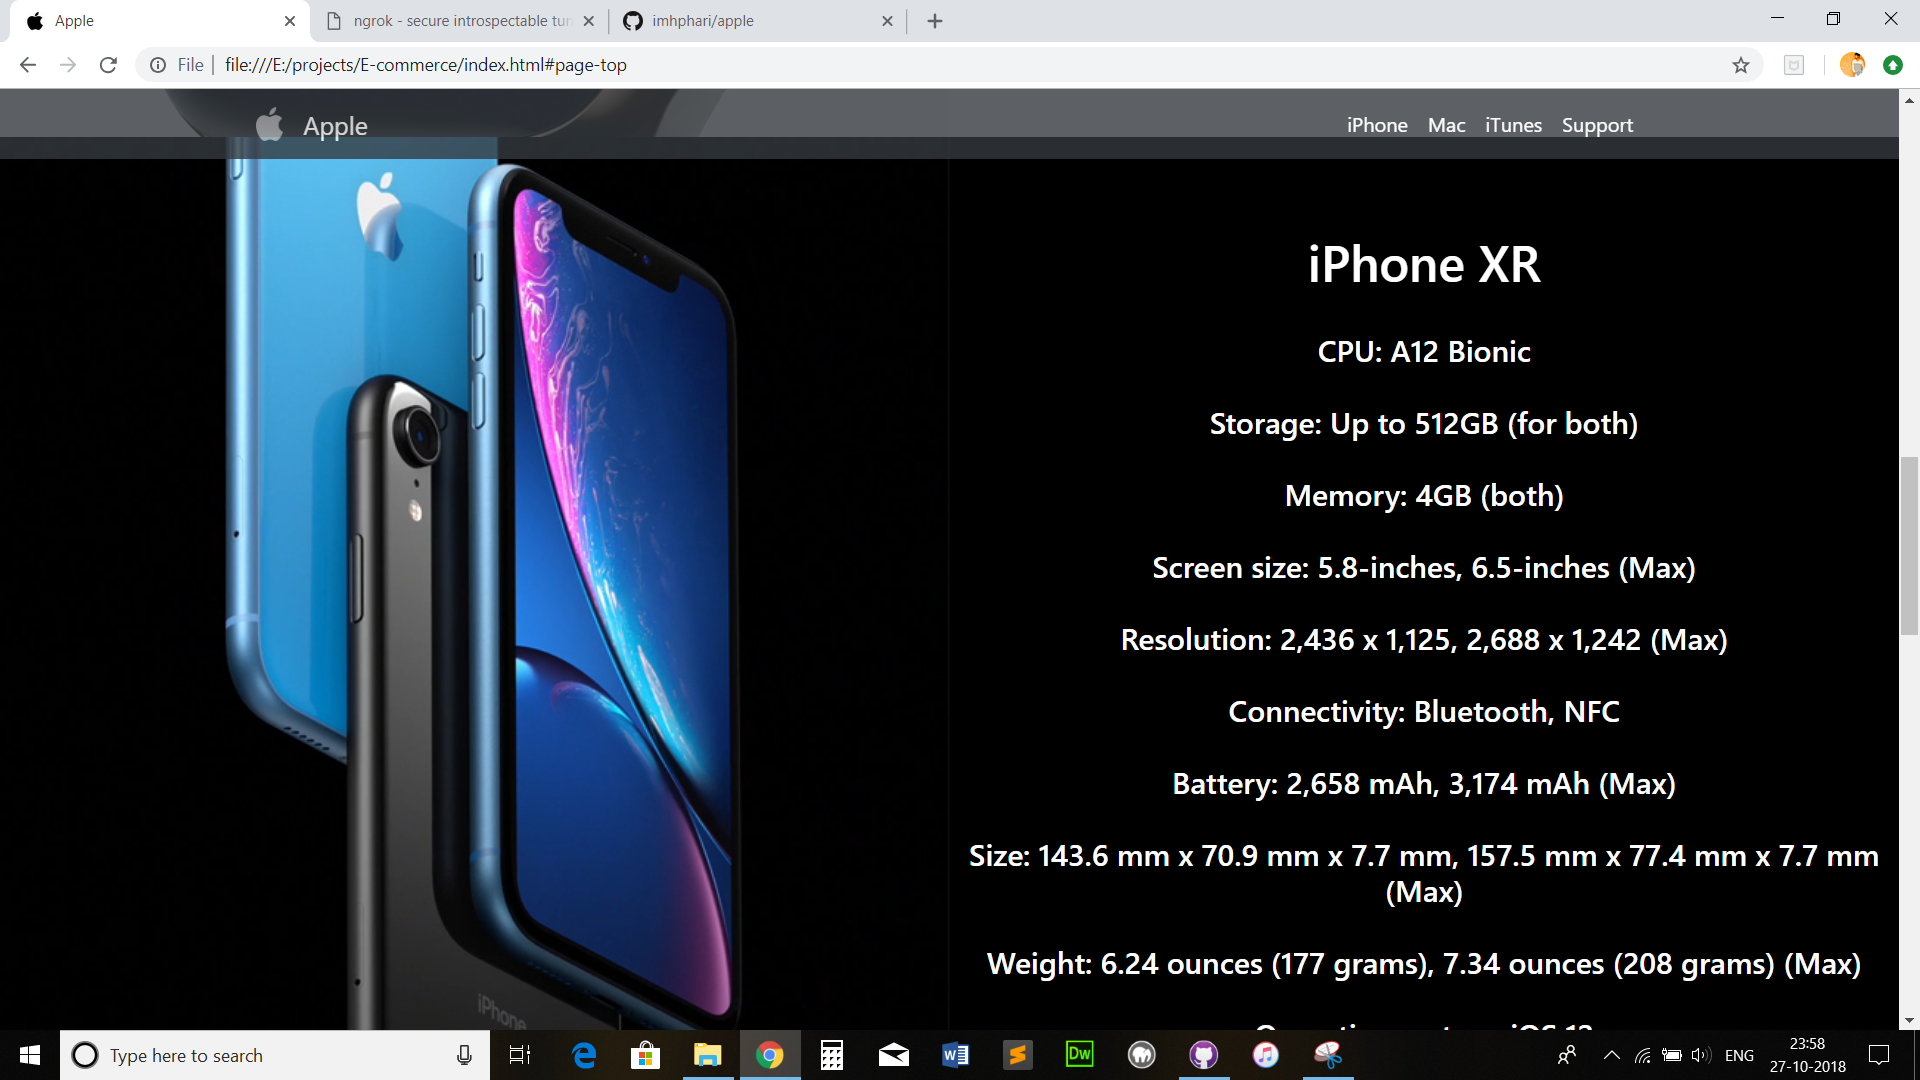 Apple
ngrok - secure introspectable tun
imhphari/apple
File
file:///E:/projects/E-commerce/index.html#page-top
Apple
iPhone Mac iTunes Support
iPhone XR
CPU: A12 Bionic
Storage: Up to 512GB (for both)
Memory: 4GB (both)
Screen size: 5.8-inches, 6.5-inches (Max)
Resolution: 2,436 x 1,125, 2,688 x 1,242 (Max)
Connectivity: Bluetooth, NFC
Battery: 2,658 mAh, 3,174 mAh (Max)
Size: 143.6 mm x 70.9 mm x 7.7 mm, 157.5 mm x 77.4 mm x 7.7 mm
(Max)
Weight: 6.24 ounces (177 grams), 7.34 ounces (208 grams) (Max)
iPhone
Type here to search
Dw
ENG
23:58
27-10-2018